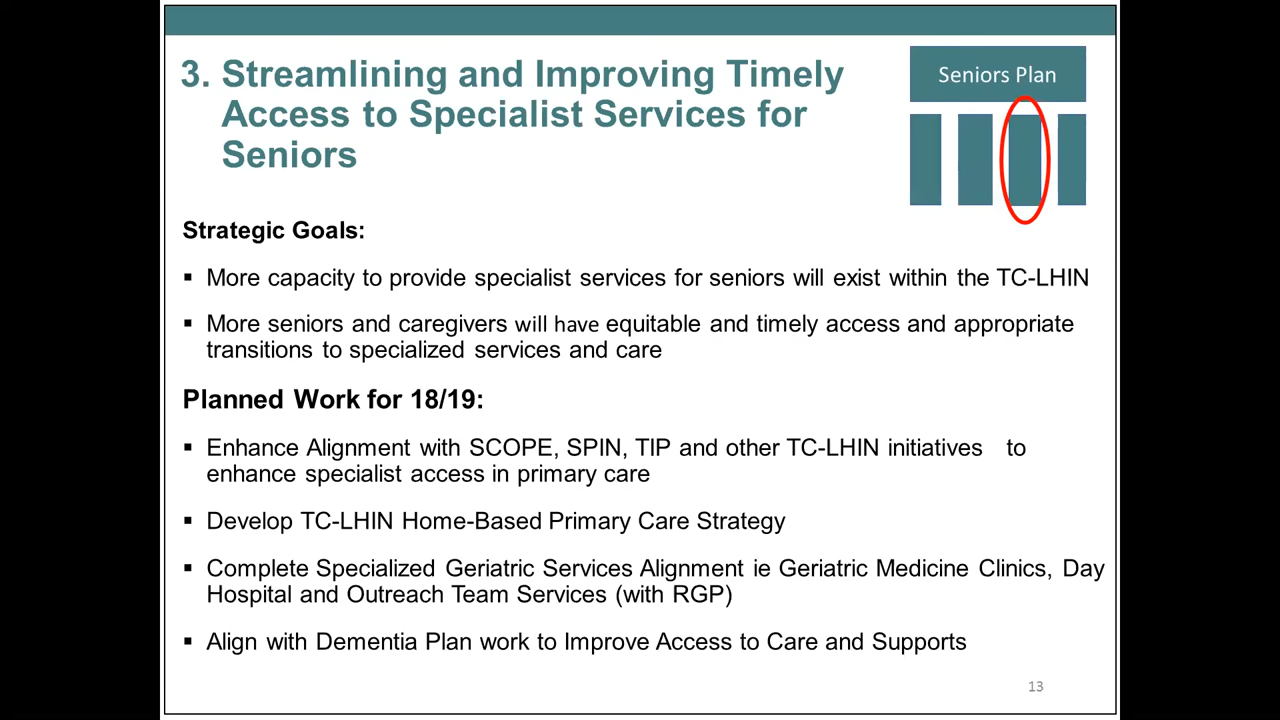 3. Streamlining and Improving Timely
Access to Specialist Services for
Seniors
Seniors Plan
Strategic Goals:
▪ More capacity to provide specialist services for seniors will exist within the TC-LHIN
▪ More seniors and caregivers will have equitable and timely access and appropriate
transitions to specialized services and care
Planned Work for 18/19:
▪ Enhance Alignment with SCOPE, SPIN, TIP and other TC-LHIN initiatives to
enhance specialist access in primary care
▪ Develop TC-LHIN Home-Based Primary Care Strategy
▪ Complete Specialized Geriatric Services Alignment ie Geriatric Medicine Clinics, Day
Hospital and Outreach Team Services (with RGP)
▪ Align with Dementia Plan work to Improve Access to Care and Supports
13